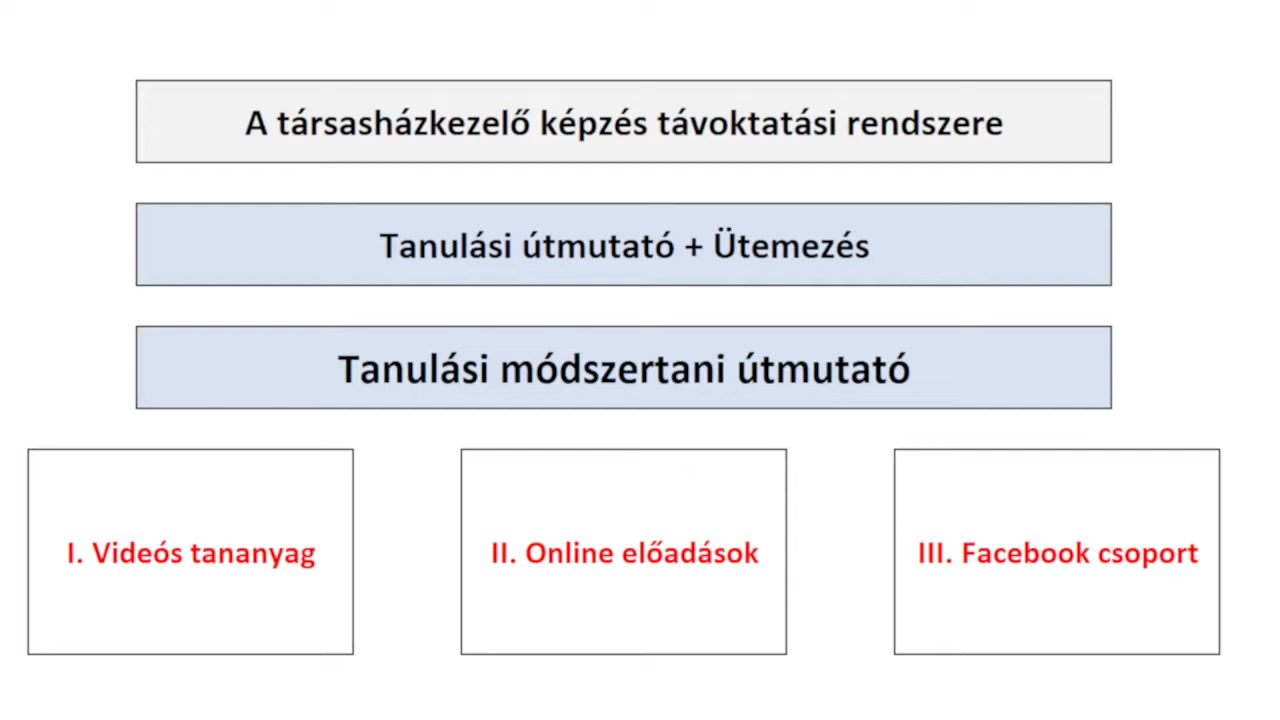 A társasházkezelő képzés távoktatási rendszere
Tanulási útmutató + Ütemezés
Tanulási módszertani útmutató
I. Videós tananyag
II. Online előadások
III. Facebook csoport